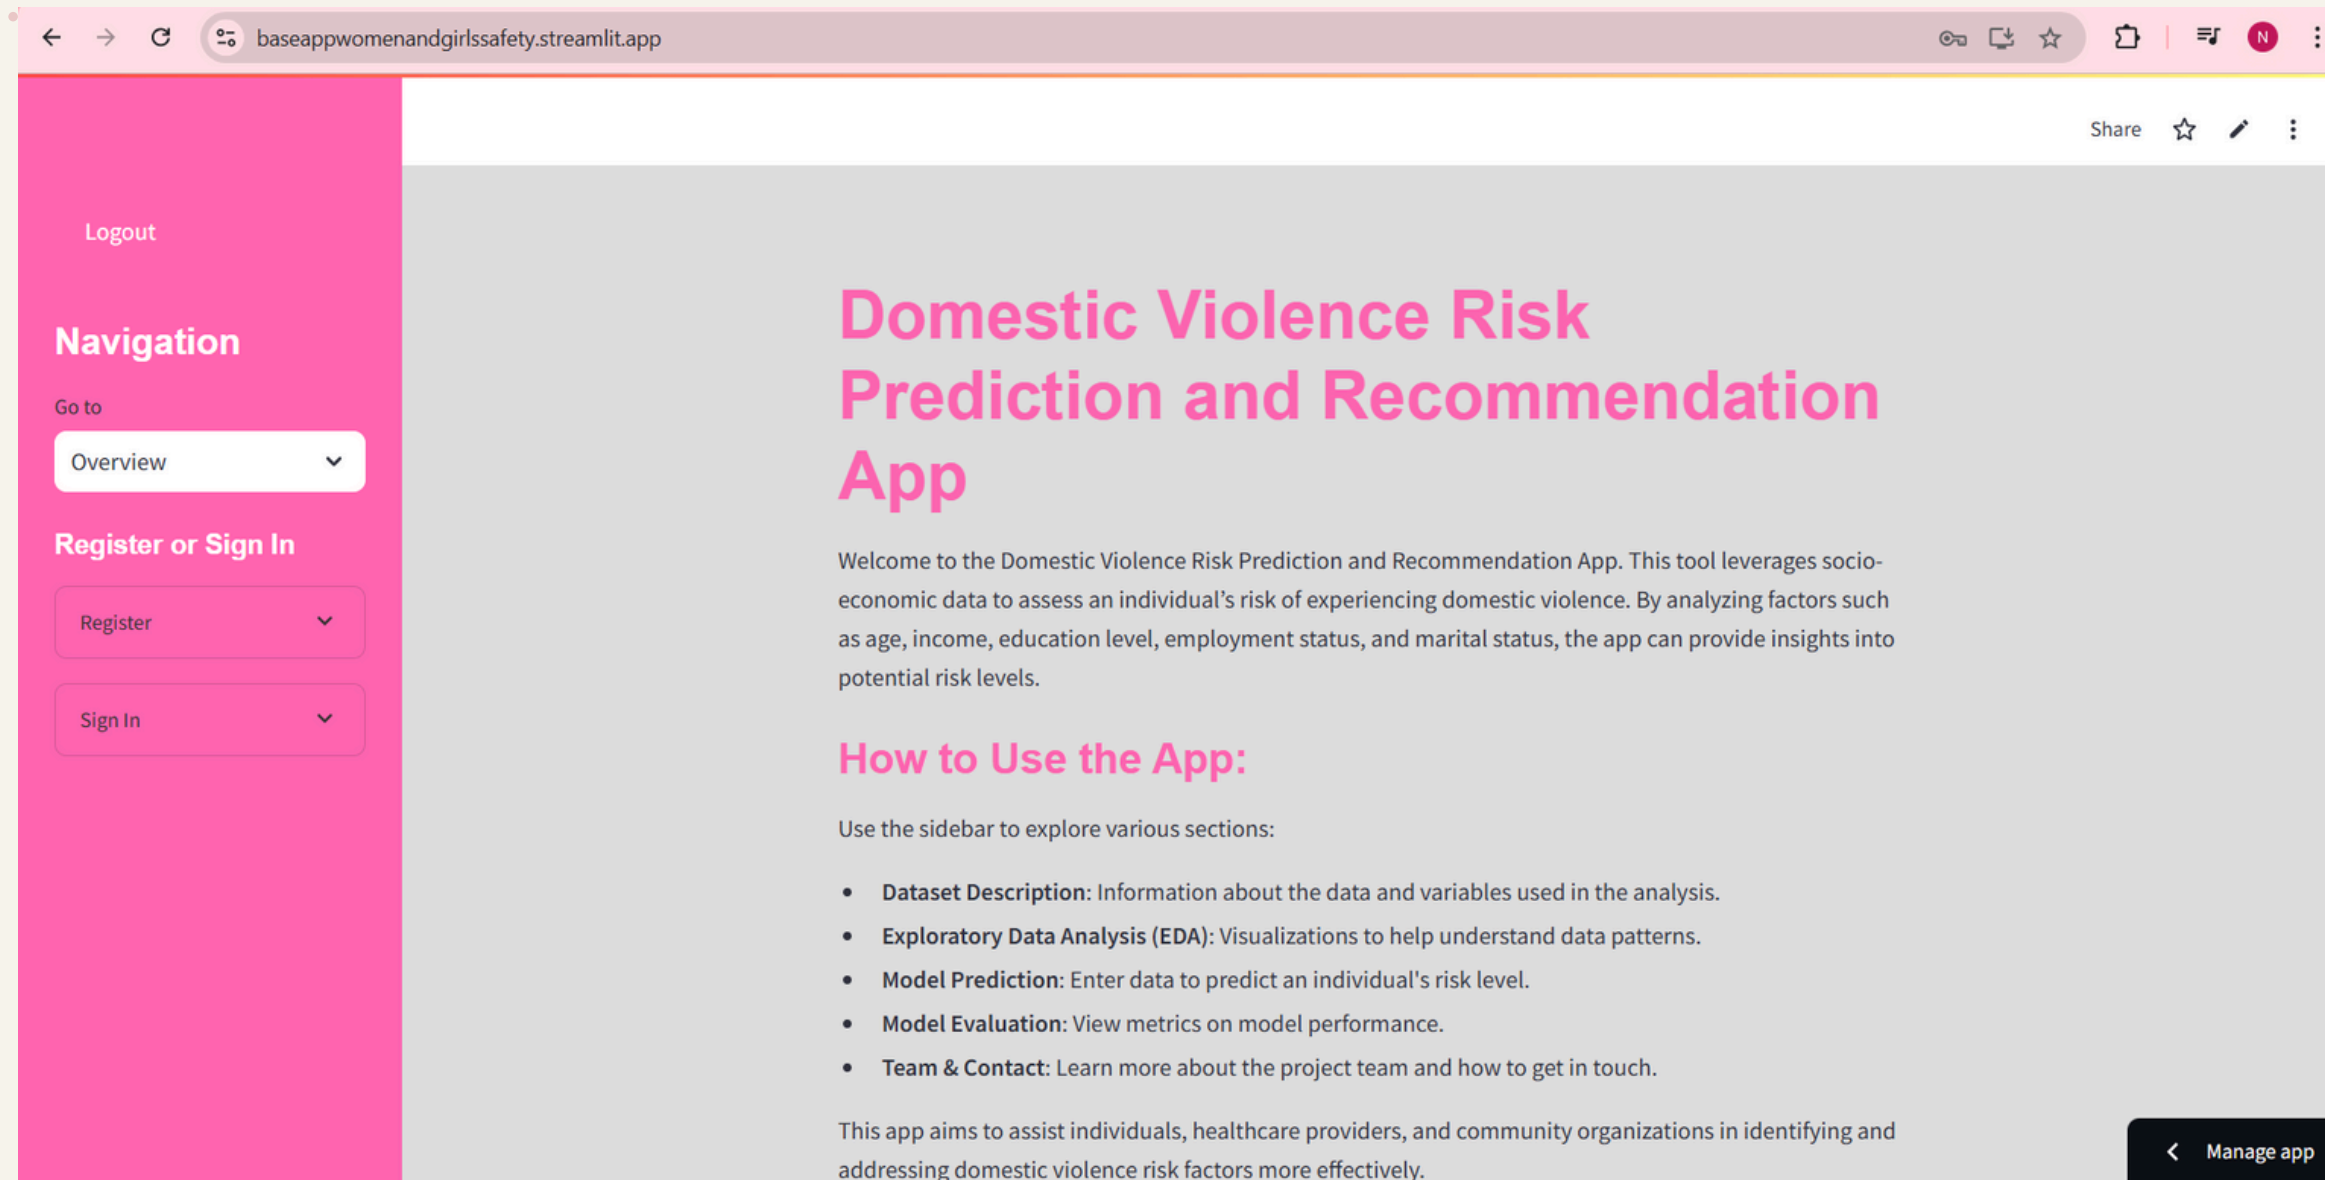 baseappwomenandgirlssafety.streamlit.app
N
Share
Logout
Navigation
Go to
Overview
Register or Sign In
Register
Sign In
Domestic Violence Risk
Prediction and Recommendation
App
Welcome to the Domestic Violence Risk Prediction and Recommendation App. This tool leverages socio-
economic data to assess an individual’s risk of experiencing domestic violence. By analyzing factors such
as age, income, education level, employment status, and marital status, the app can provide insights into
potential risk levels.
How to Use the App:
Use the sidebar to explore various sections:
• Dataset Description: Information about the data and variables used in the analysis.
• Exploratory Data Analysis (EDA): Visualizations to help understand data patterns.
• Model Prediction: Enter data to predict an individual's risk level.
• Model Evaluation: View metrics on model performance.
• Team & Contact: Learn more about the project team and how to get in touch.
This app aims to assist individuals, healthcare providers, and community organizations in identifying and
addressing domestic violence risk factors more effectively.
Manage app